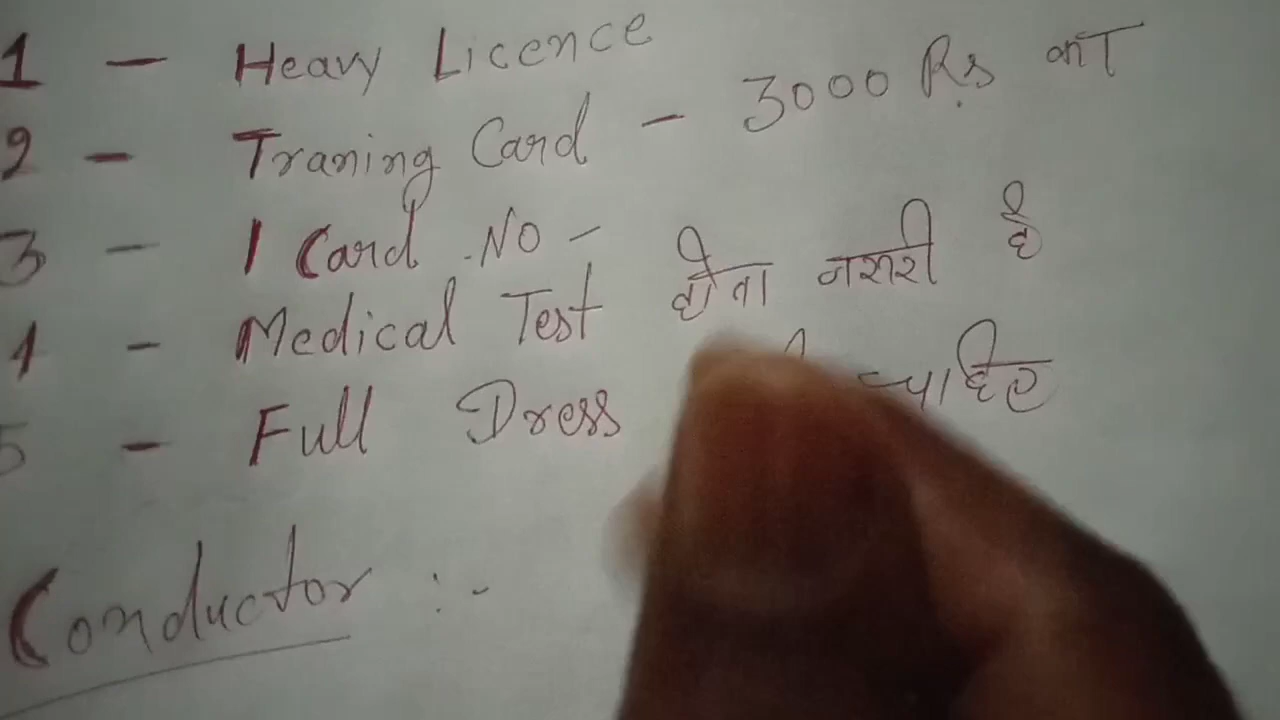 1 - Heavy Licence
2 - Traning Card - 3000 Rs का
3 - I Card No -
4 - Medical Test होना जरुरी है
5 - Full Dress चाहिए
Conductor :-